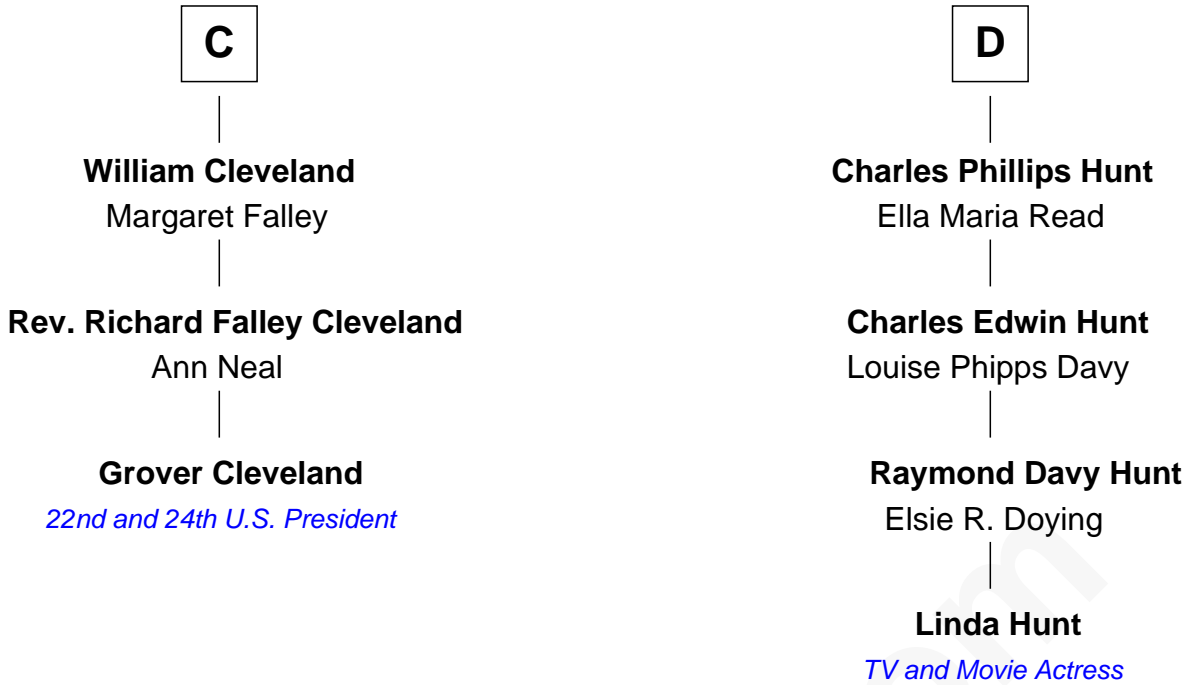 C
William Cleveland
Margaret Falley
Rev. Richard Falley Cleveland
Ann Neal
Grover Cleveland
22nd and 24th U.S. President
D
Charles Phillips Hunt
Ella Maria Read
Charles Edwin Hunt
Louise Phipps Davy
Raymond Davy Hunt
Elsie R. Doying
Linda Hunt
TV and Movie Actress